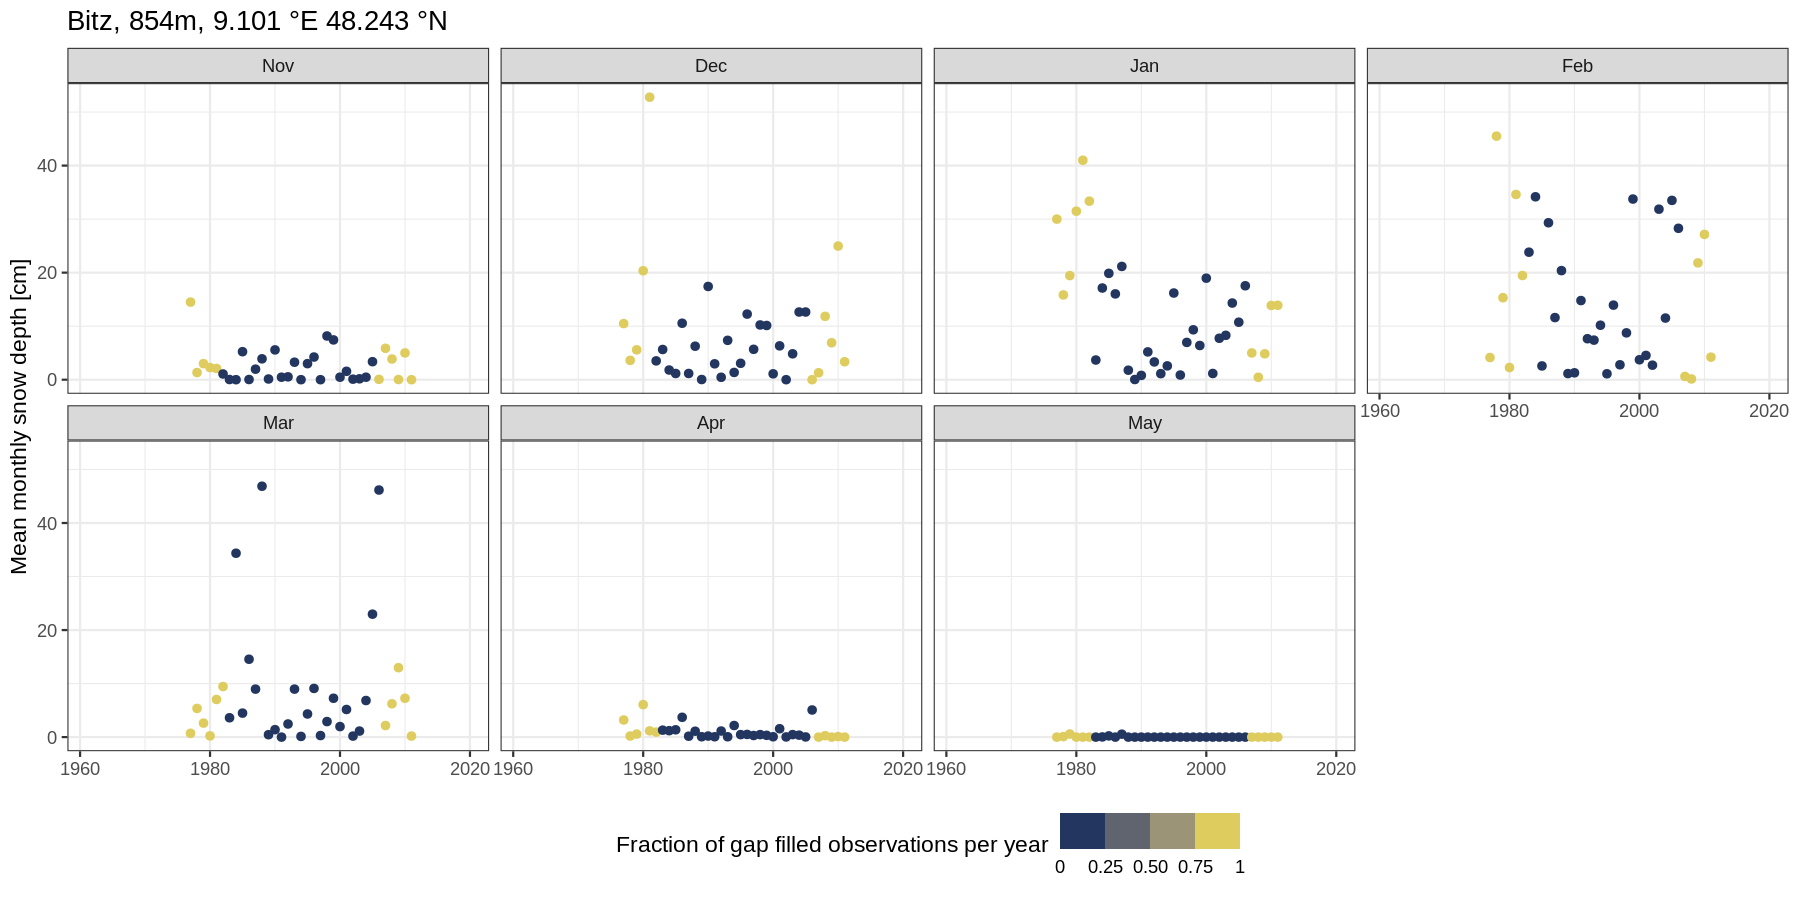 Bitz, 854m, 9.101 °E 48.243 °N
Nov
Dec
Jan
Feb
Mean monthly snow depth [cm]
40
20
0
1960 1980 2000 2020
Mar
Apr
May
40
20
0
1960 1980 2000 2020 1960 1980 2000 2020 1960 1980 2000 2020
Fraction of gap filled observations per year
0 0.25 0.50 0.75 1